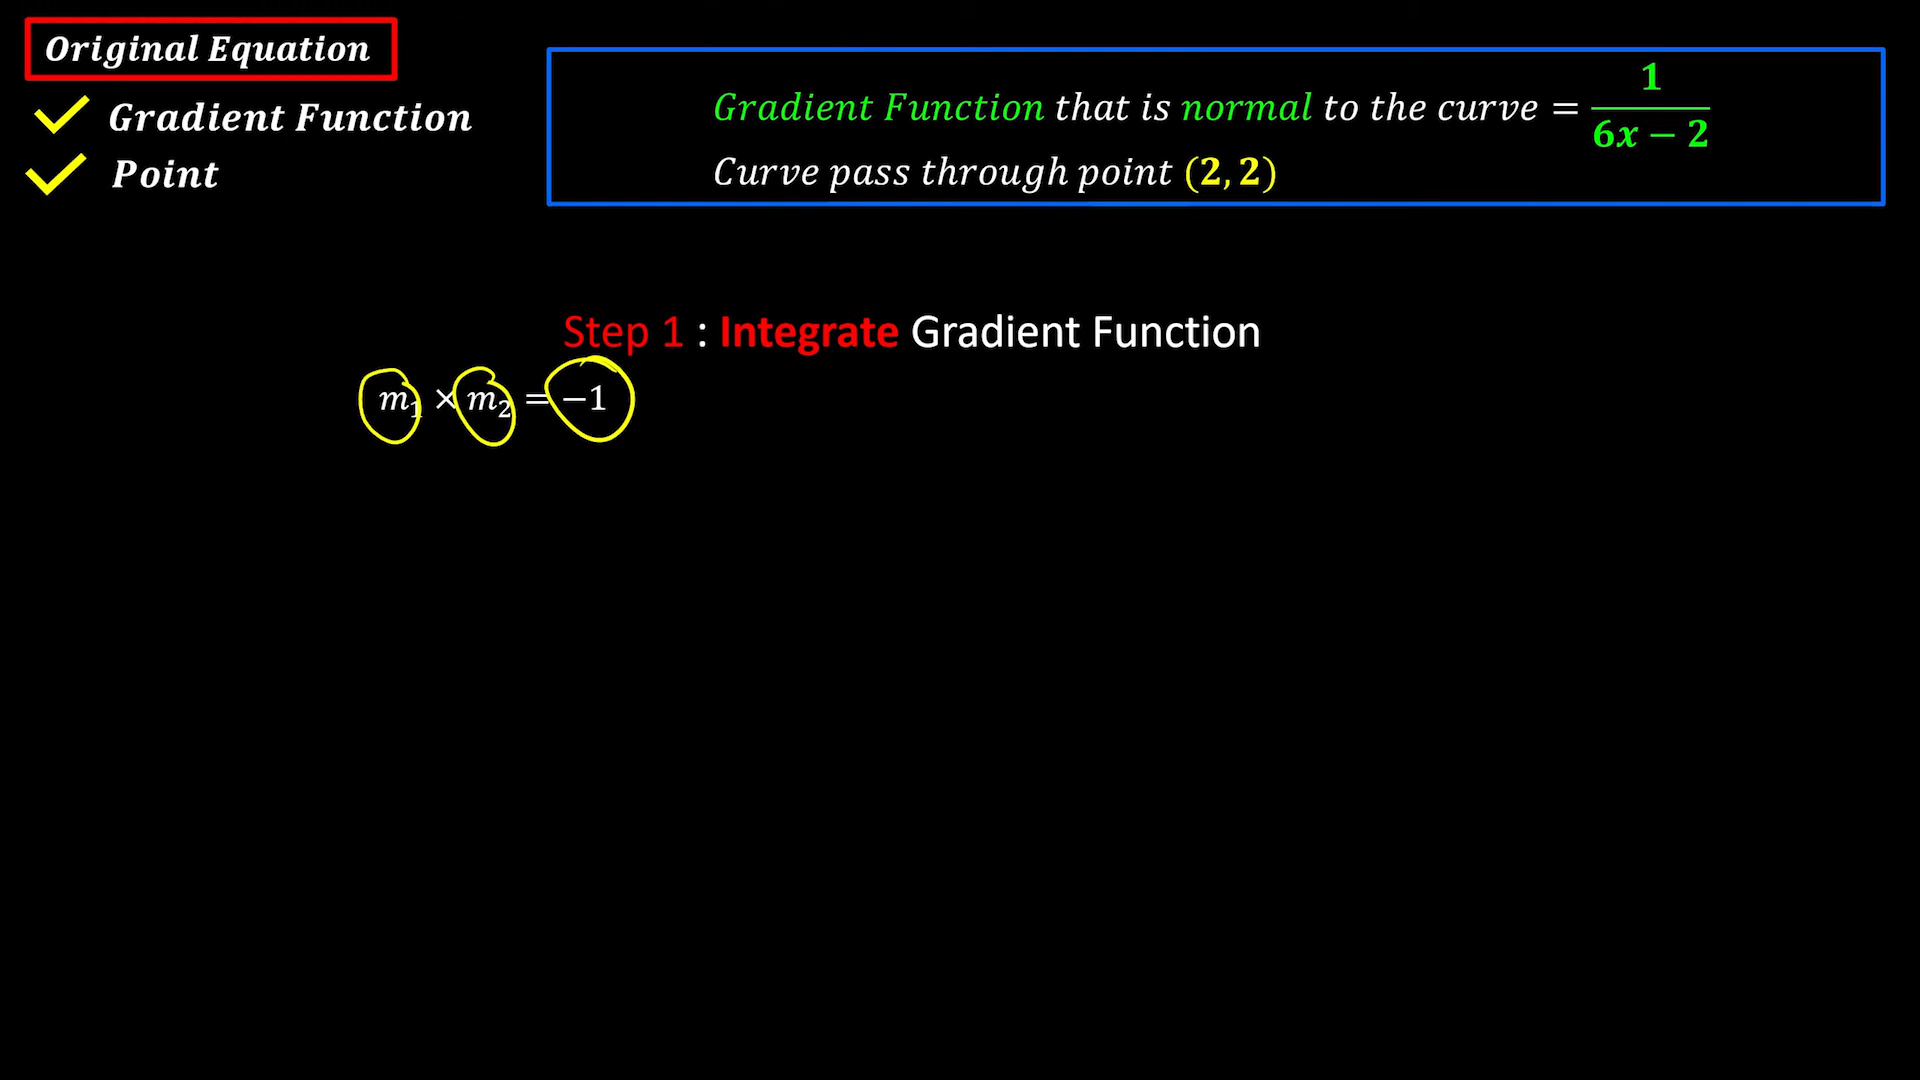 Original Equation
Gradient Function
Point
Gradient Function that is normal to the curve = 1/(6x − 2)
Curve pass through point (2, 2)
Step 1 : Integrate Gradient Function
m₁ × m₂ = −1